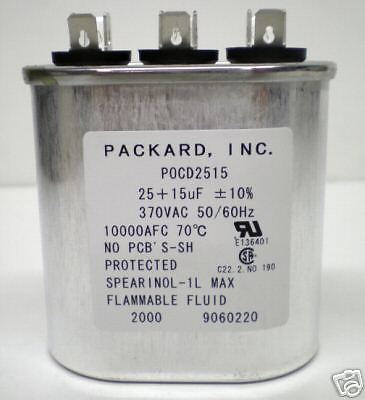 PACKARD, INC.
POCD2515
25+15uF ±10%
370VAC 50/60Hz
10000AFC 70℃
NO PCB'S-SH
E136401
PROTECTED
C22.2.NO 190
SPEARINOL-1L MAX
FLAMMABLE FLUID
2000 9060220